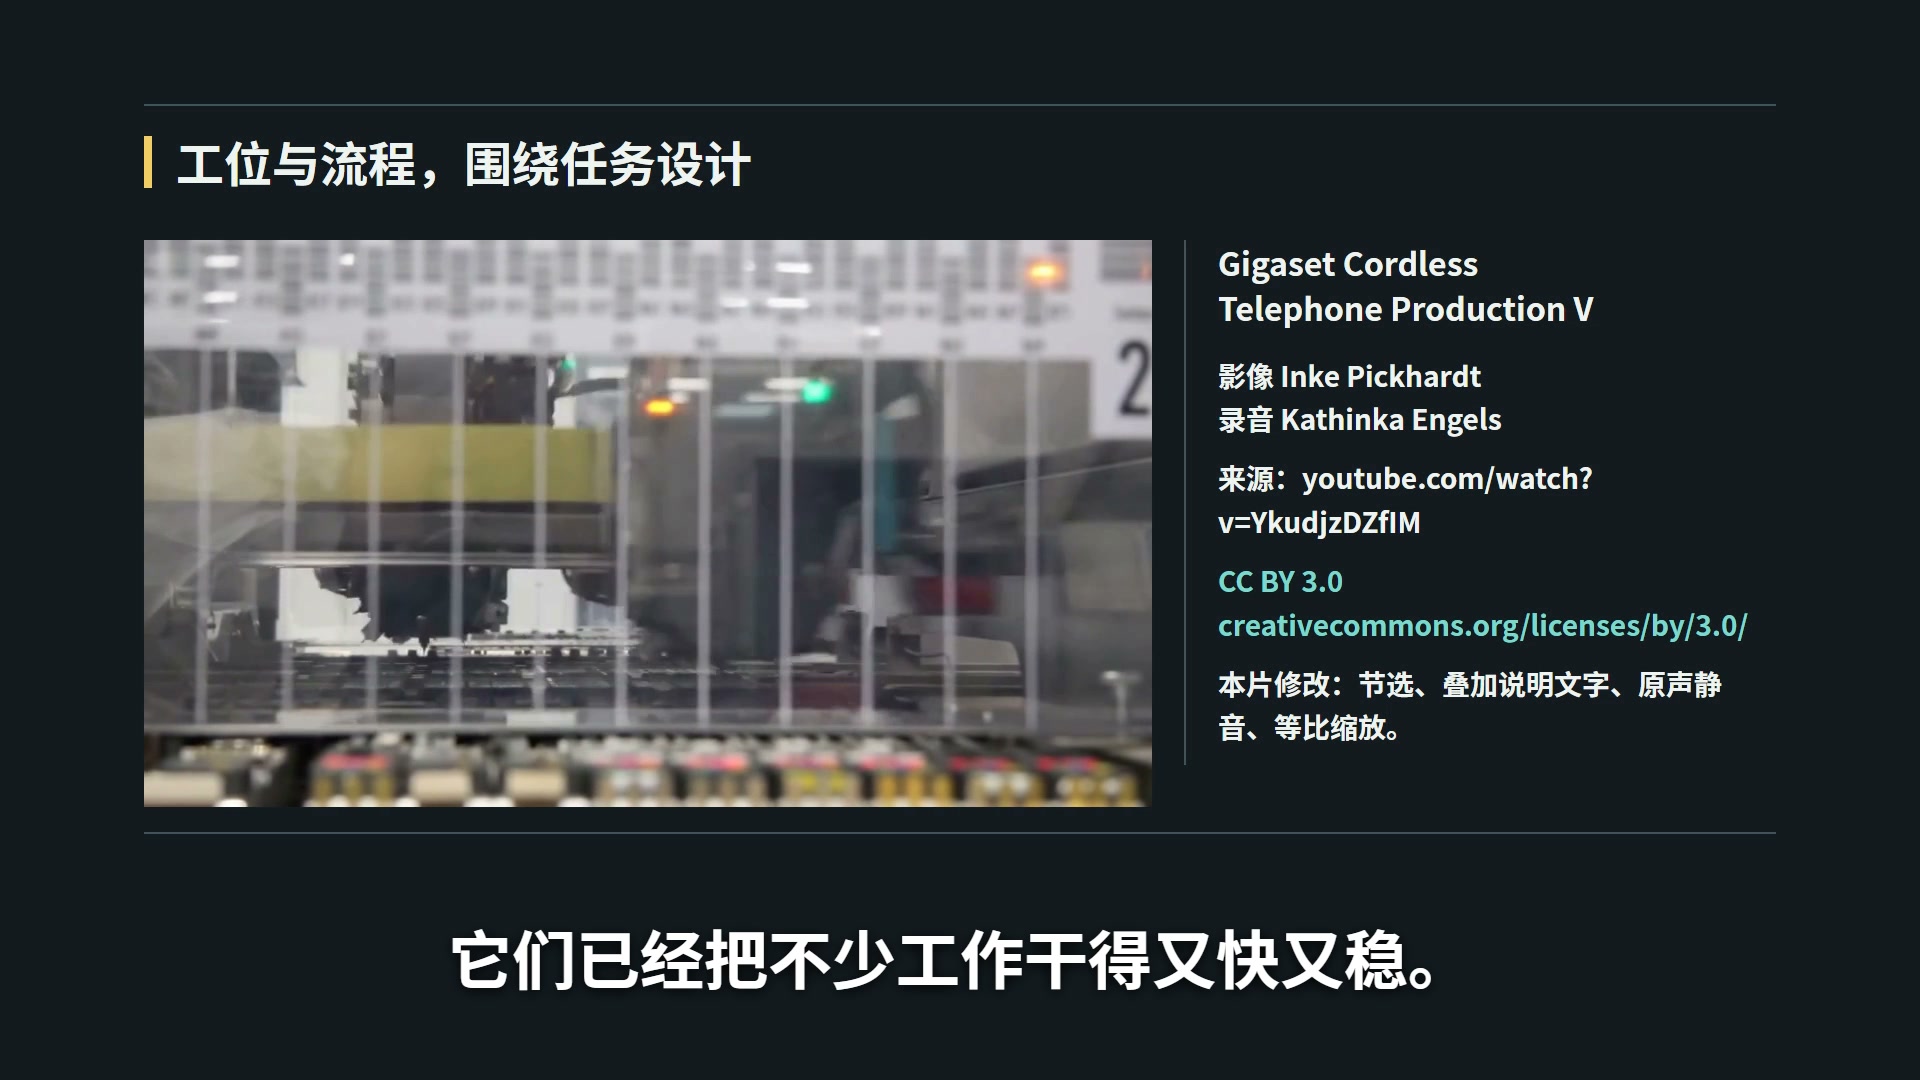 工位与流程，围绕任务设计
2
Gigaset Cordless
Telephone Production V
影像 Inke Pickhardt
录音 Kathinka Engels
来源：youtube.com/watch?
v=YkudjzDZfIM
CC BY 3.0
creativecommons.org/licenses/by/3.0/
本片修改：节选、叠加说明文字、原声静
音、等比缩放。
它们已经把不少工作干得又快又稳。